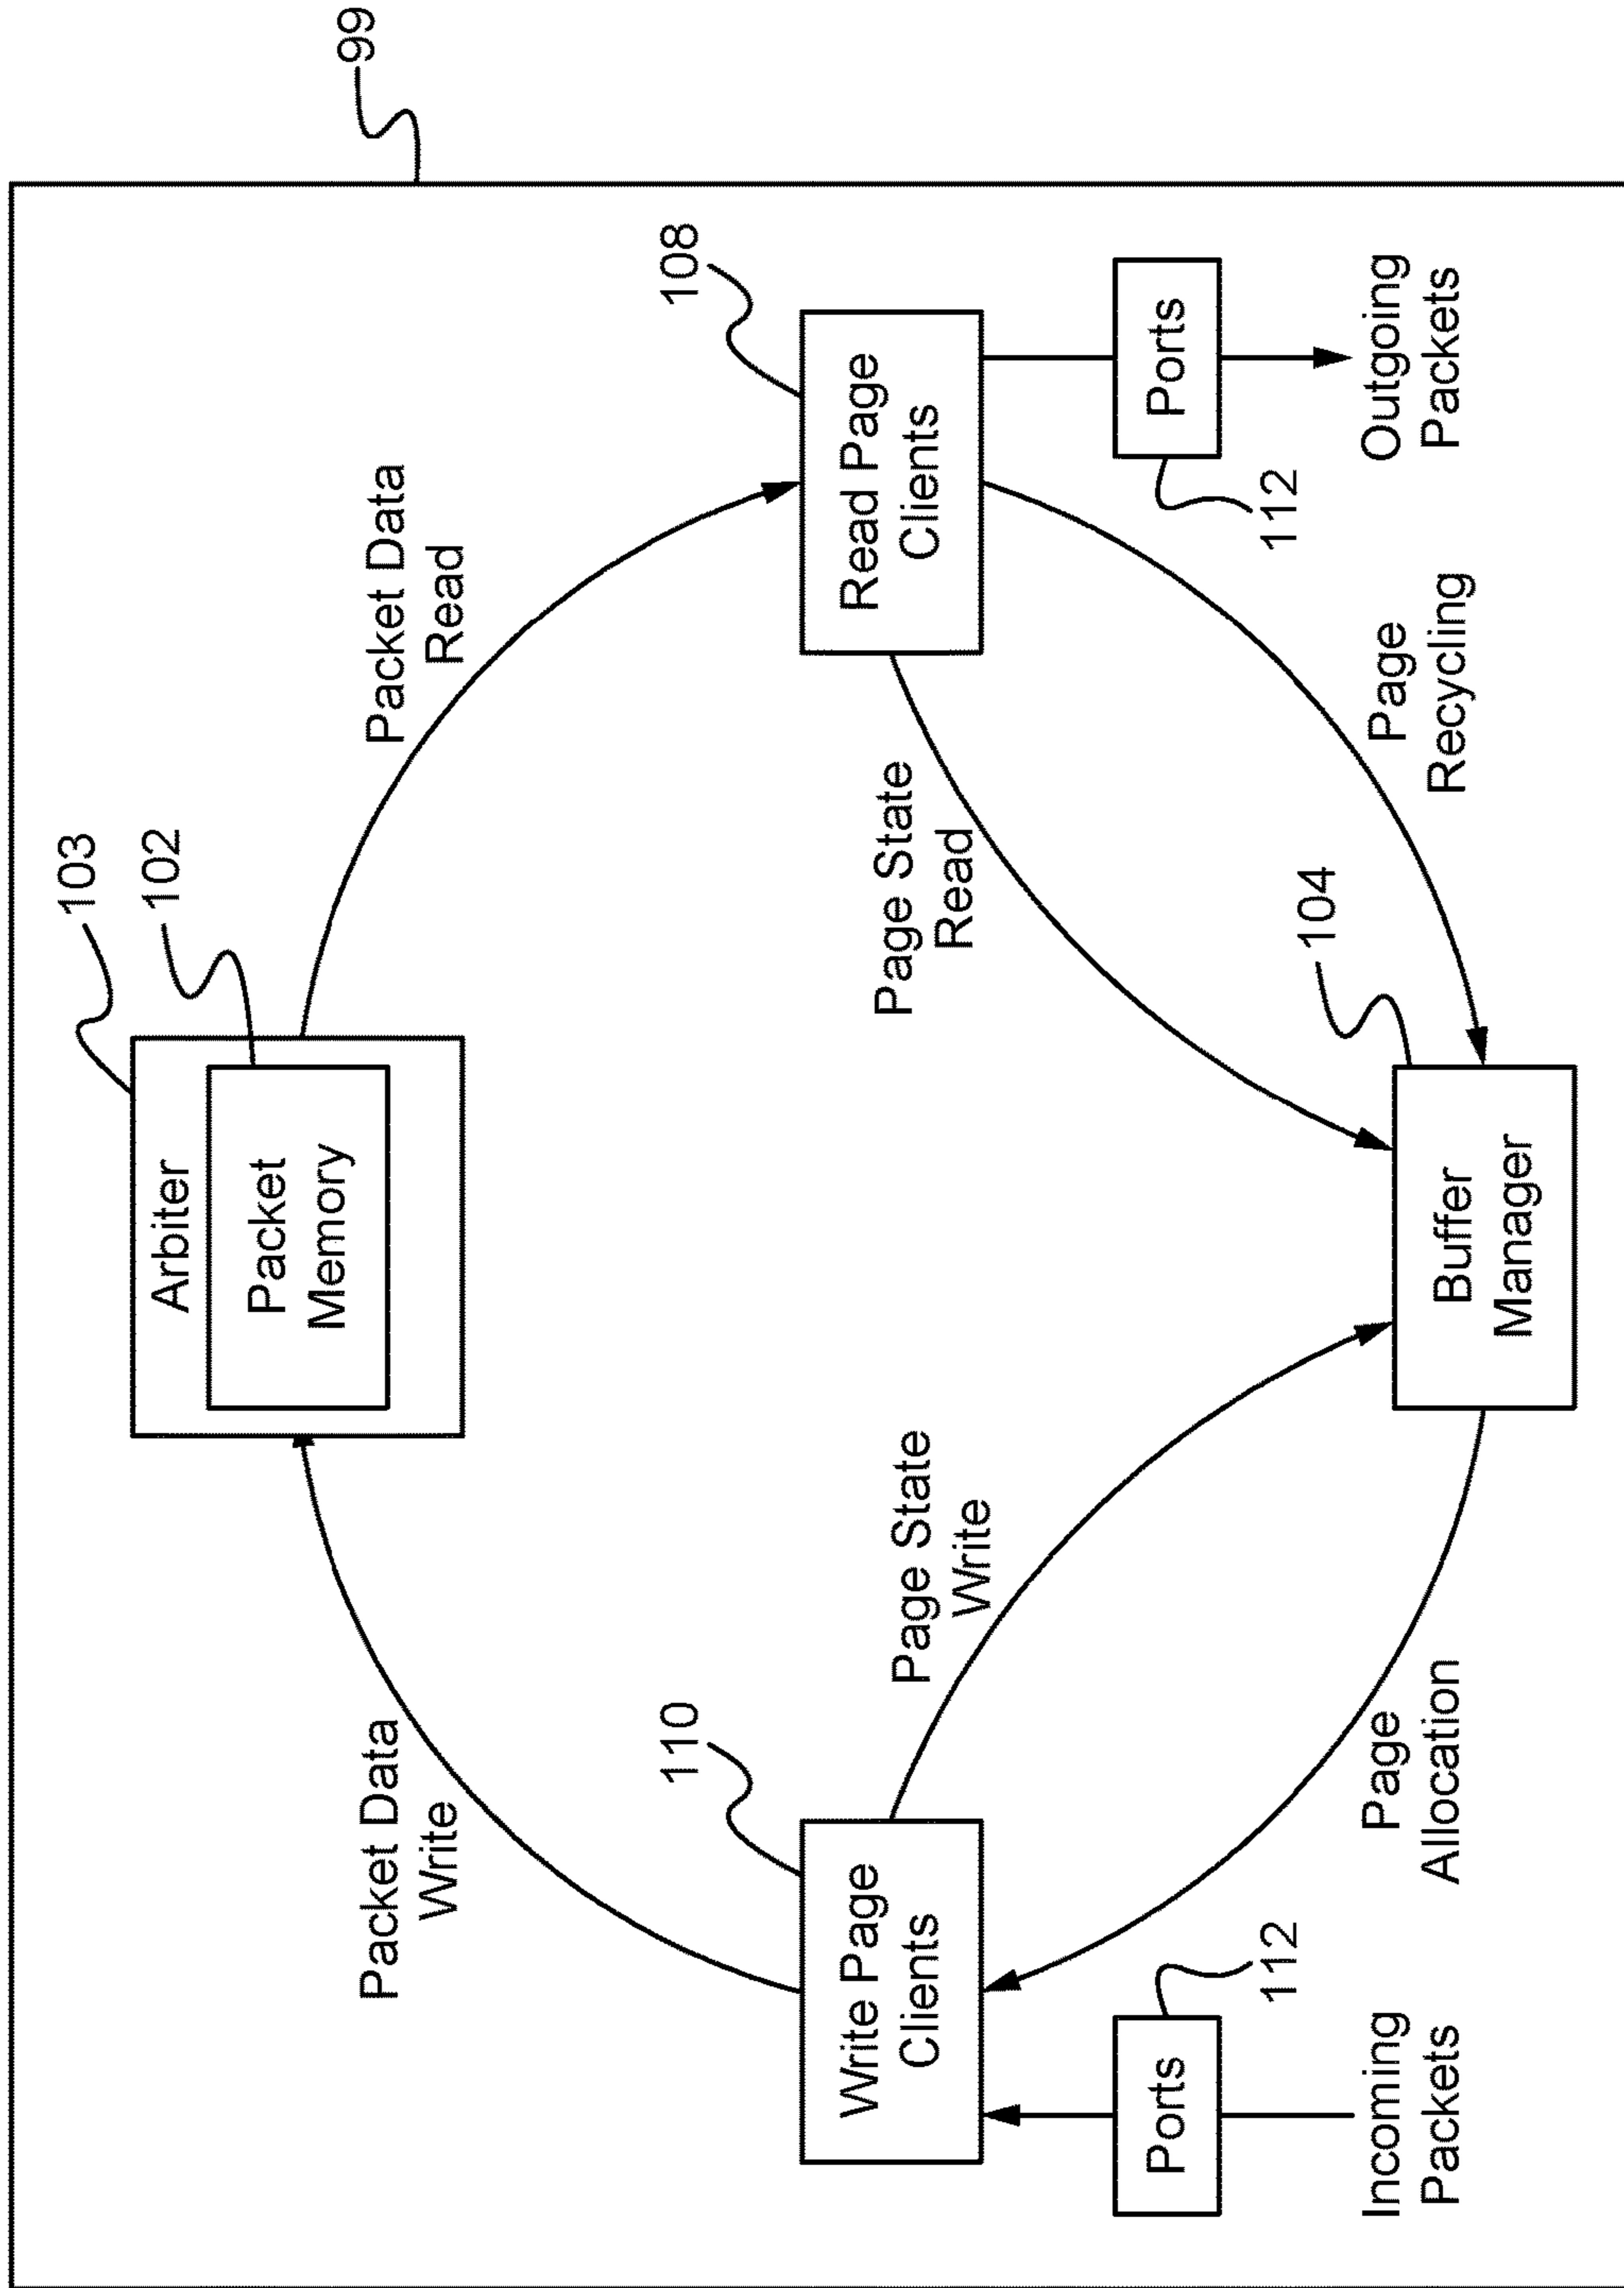 99
103
102
Arbiter
Packet
Memory
Packet Data
Write
Packet Data
Read
110
108
Write Page
Clients
Read Page
Clients
Page State
Write
Page State
Read
Ports
112
Ports
112
104
Incoming
Packets
Page
Allocation
Buffer
Manager
Page
Recycling
Outgoing
Packets